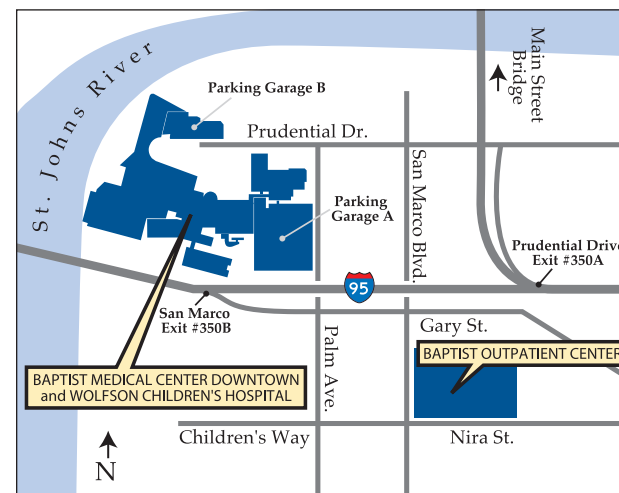 St. Johns River
Parking Garage B
Main Street
Bridge
Prudential Dr.
San Marco Blvd.
Parking
Garage A
Prudential Drive
Exit #350A
95
San Marco
Exit #350B
Gary St.
Palm Ave.
BAPTIST OUTPATIENT CENTER
BAPTIST MEDICAL CENTER DOWNTOWN
and WOLFSON CHILDREN'S HOSPITAL
Children's Way
Nira St.
N